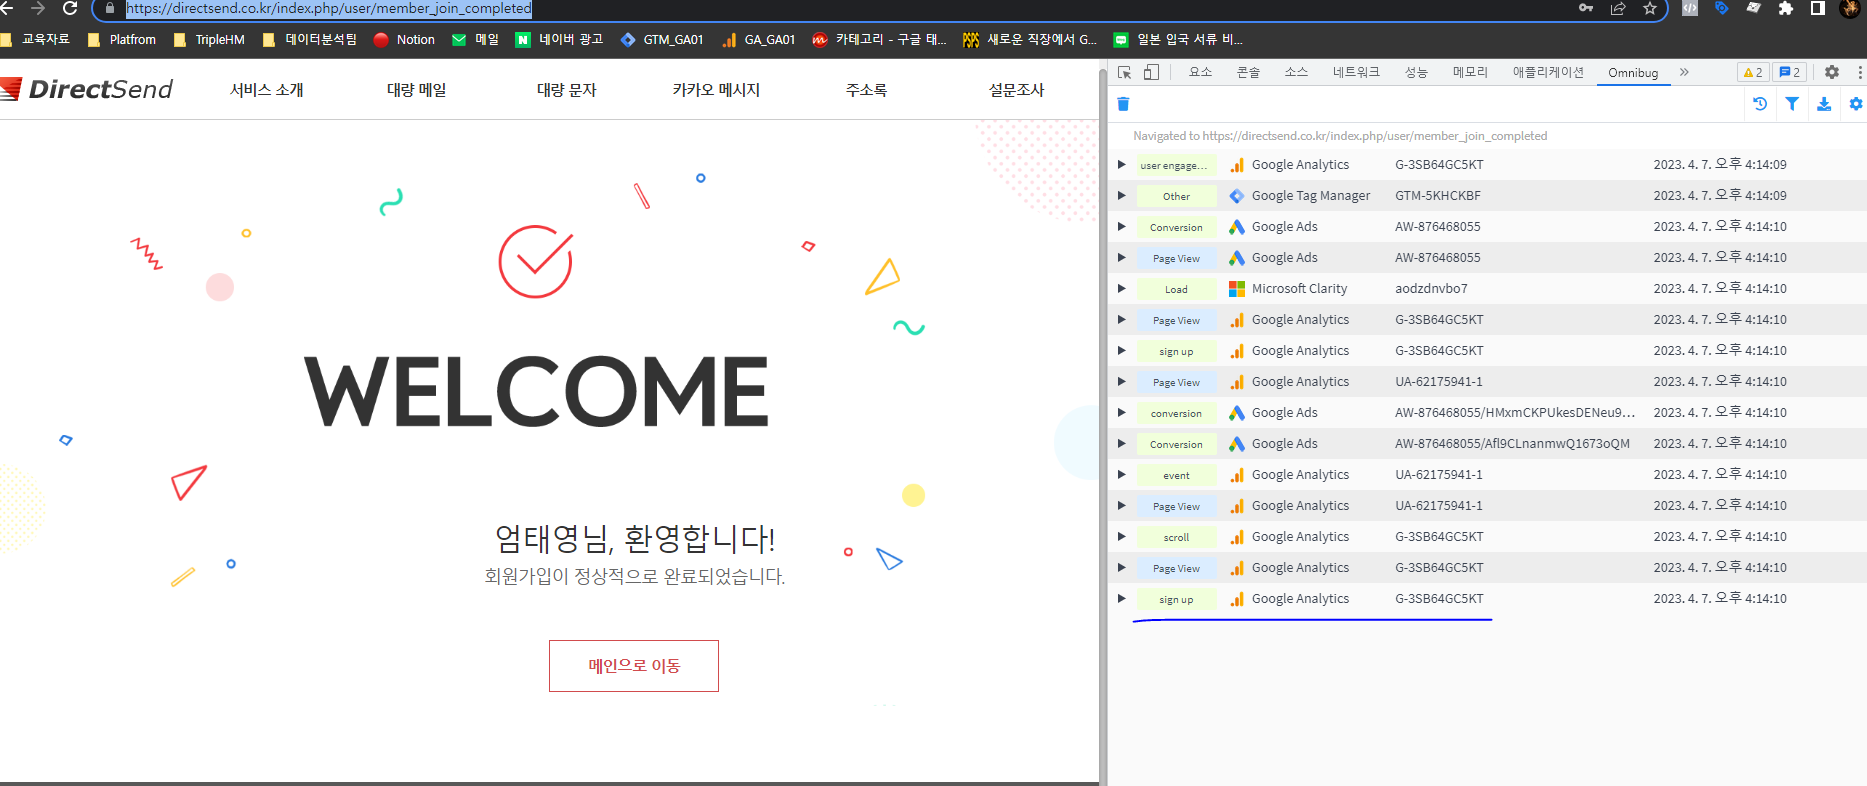 https://directsend.co.kr/index.php/user/member_join_completed
교육자료 Platfrom TripleHM 데이터분석팀 Notion 메일 네이버 광고 GTM_GA01 GA_GA01 카테고리 - 구글 태... 새로운 직장에서 G... 일본 입국 서류 비...
DirectSend 서비스 소개 대량 메일 대량 문자 카카오 메시지 주소록 설문조사
WELCOME
엄태영님, 환영합니다!
회원가입이 정상적으로 완료되었습니다.
메인으로 이동
요소 콘솔 소스 네트워크 성능 메모리 애플리케이션 Omnibug » 2 2
Navigated to https://directsend.co.kr/index.php/user/member_join_completed
user engage... Google Analytics G-3SB64GC5KT 2023. 4. 7. 오후 4:14:09
Other Google Tag Manager GTM-5KHCKBF 2023. 4. 7. 오후 4:14:09
Conversion Google Ads AW-876468055 2023. 4. 7. 오후 4:14:10
Page View Google Ads AW-876468055 2023. 4. 7. 오후 4:14:10
Load Microsoft Clarity aodzdnvbo7 2023. 4. 7. 오후 4:14:10
Page View Google Analytics G-3SB64GC5KT 2023. 4. 7. 오후 4:14:10
sign up Google Analytics G-3SB64GC5KT 2023. 4. 7. 오후 4:14:10
Page View Google Analytics UA-62175941-1 2023. 4. 7. 오후 4:14:10
conversion Google Ads AW-876468055/HMxmCKPUkesDENeu9... 2023. 4. 7. 오후 4:14:10
Conversion Google Ads AW-876468055/Afl9CLnanmwQ1673oQM 2023. 4. 7. 오후 4:14:10
event Google Analytics UA-62175941-1 2023. 4. 7. 오후 4:14:10
Page View Google Analytics UA-62175941-1 2023. 4. 7. 오후 4:14:10
scroll Google Analytics G-3SB64GC5KT 2023. 4. 7. 오후 4:14:10
Page View Google Analytics G-3SB64GC5KT 2023. 4. 7. 오후 4:14:10
sign up Google Analytics G-3SB64GC5KT 2023. 4. 7. 오후 4:14:10